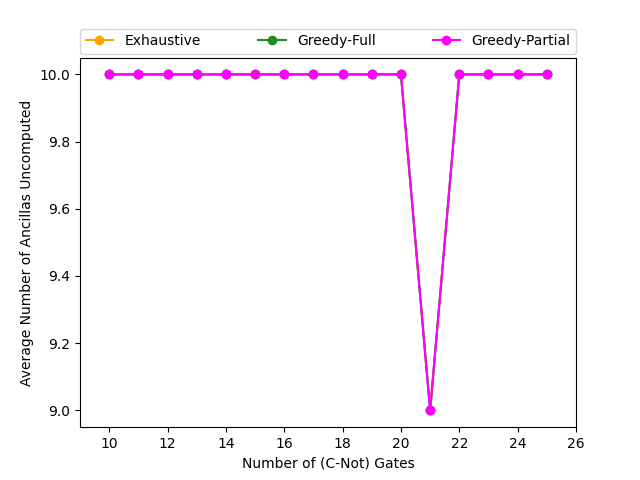 Exhaustive Greedy-Full Greedy-Partial
Average Number of Ancillas Uncomputed
10.0
9.8
9.6
9.4
9.2
9.0
10 12 14 16 18 20 22 24 26
Number of (C-Not) Gates